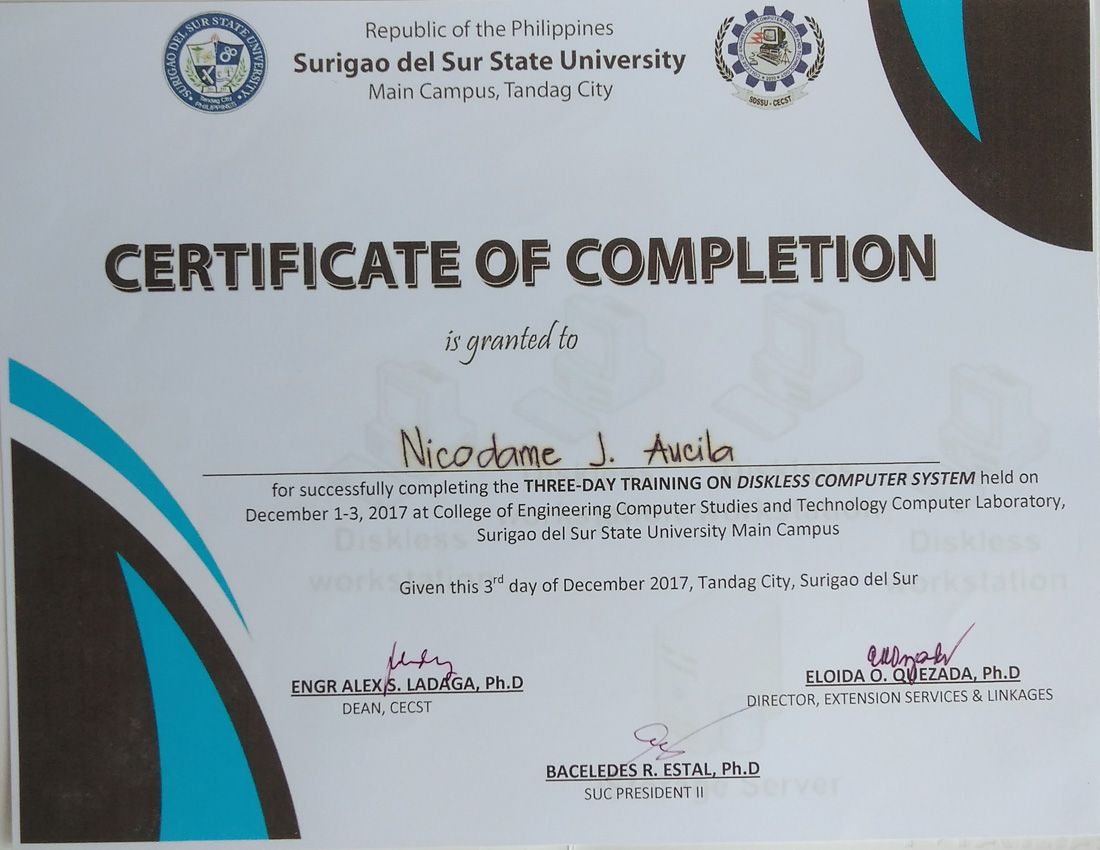 Republic of the Philippines
Surigao del Sur State University
Main Campus, Tandag City
SURIGAO DEL SUR STATE UNIVERSITY
Tandag City
PHILIPPINES
SDSSU - CECST
CERTIFICATE OF COMPLETION
is granted to
Nicodame J. Aucila
for successfully completing the THREE-DAY TRAINING ON DISKLESS COMPUTER SYSTEM held on
December 1-3, 2017 at College of Engineering Computer Studies and Technology Computer Laboratory,
Surigao del Sur State University Main Campus
Diskless
workstation
Diskless
workstation
Given this 3rd day of December 2017, Tandag City, Surigao del Sur
ENGR ALEX S. LADAGA, Ph.D
DEAN, CECST
ELOIDA O. QUEZADA, Ph.D
DIRECTOR, EXTENSION SERVICES & LINKAGES
BACELEDES R. ESTAL, Ph.D
SUC PRESIDENT II
Server